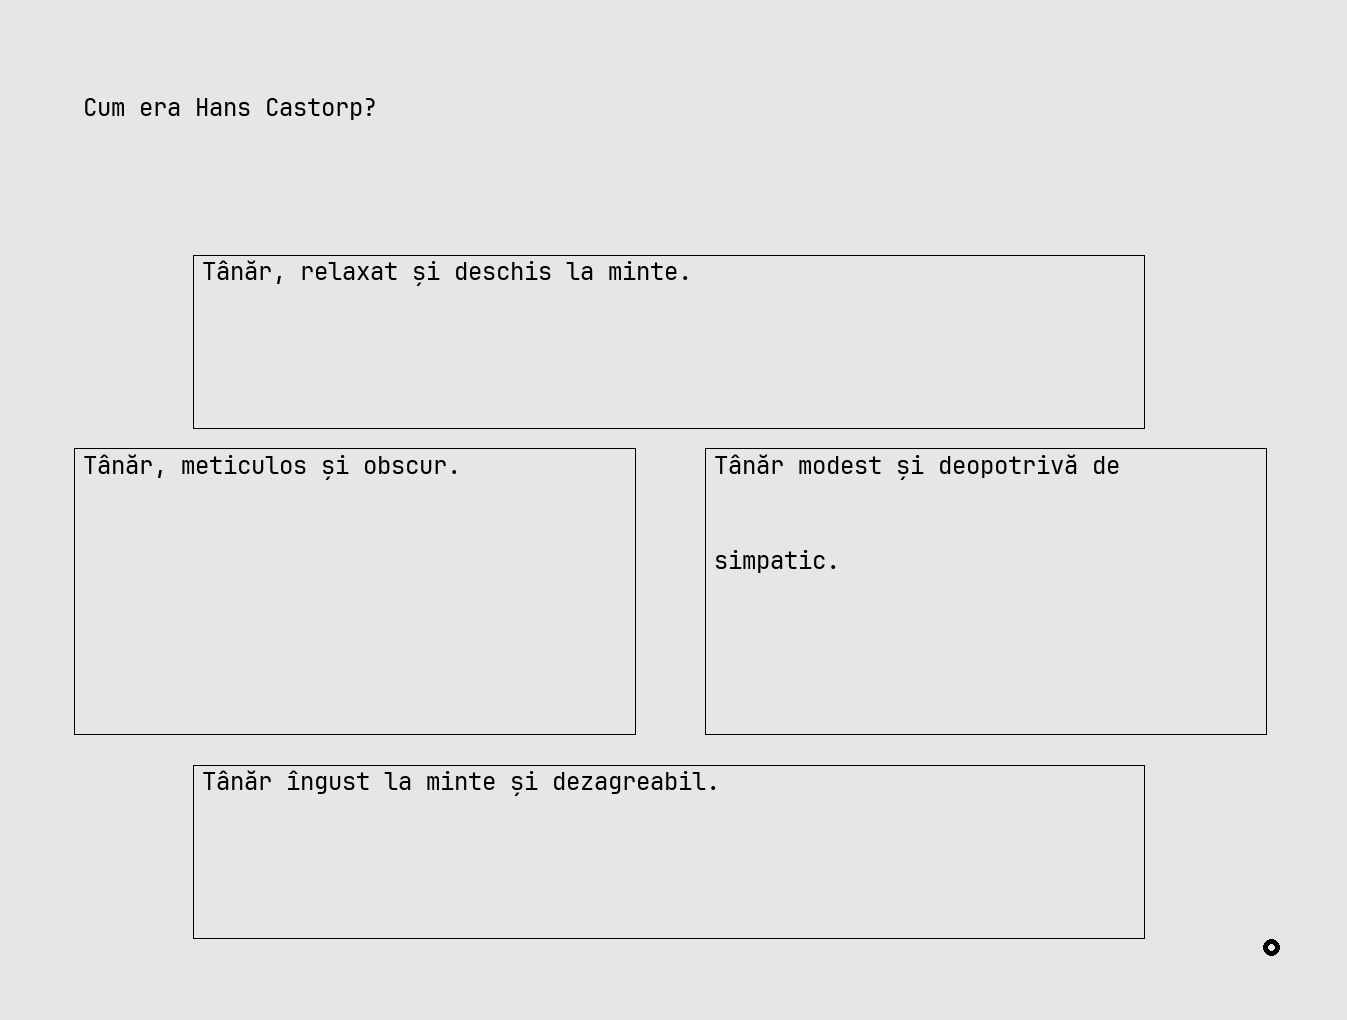 Cum era Hans Castorp?
Tânăr, relaxat și deschis la minte.
Tânăr, meticulos și obscur.
Tânăr modest și deopotrivă de
simpatic.
Tânăr îngust la minte și dezagreabil.